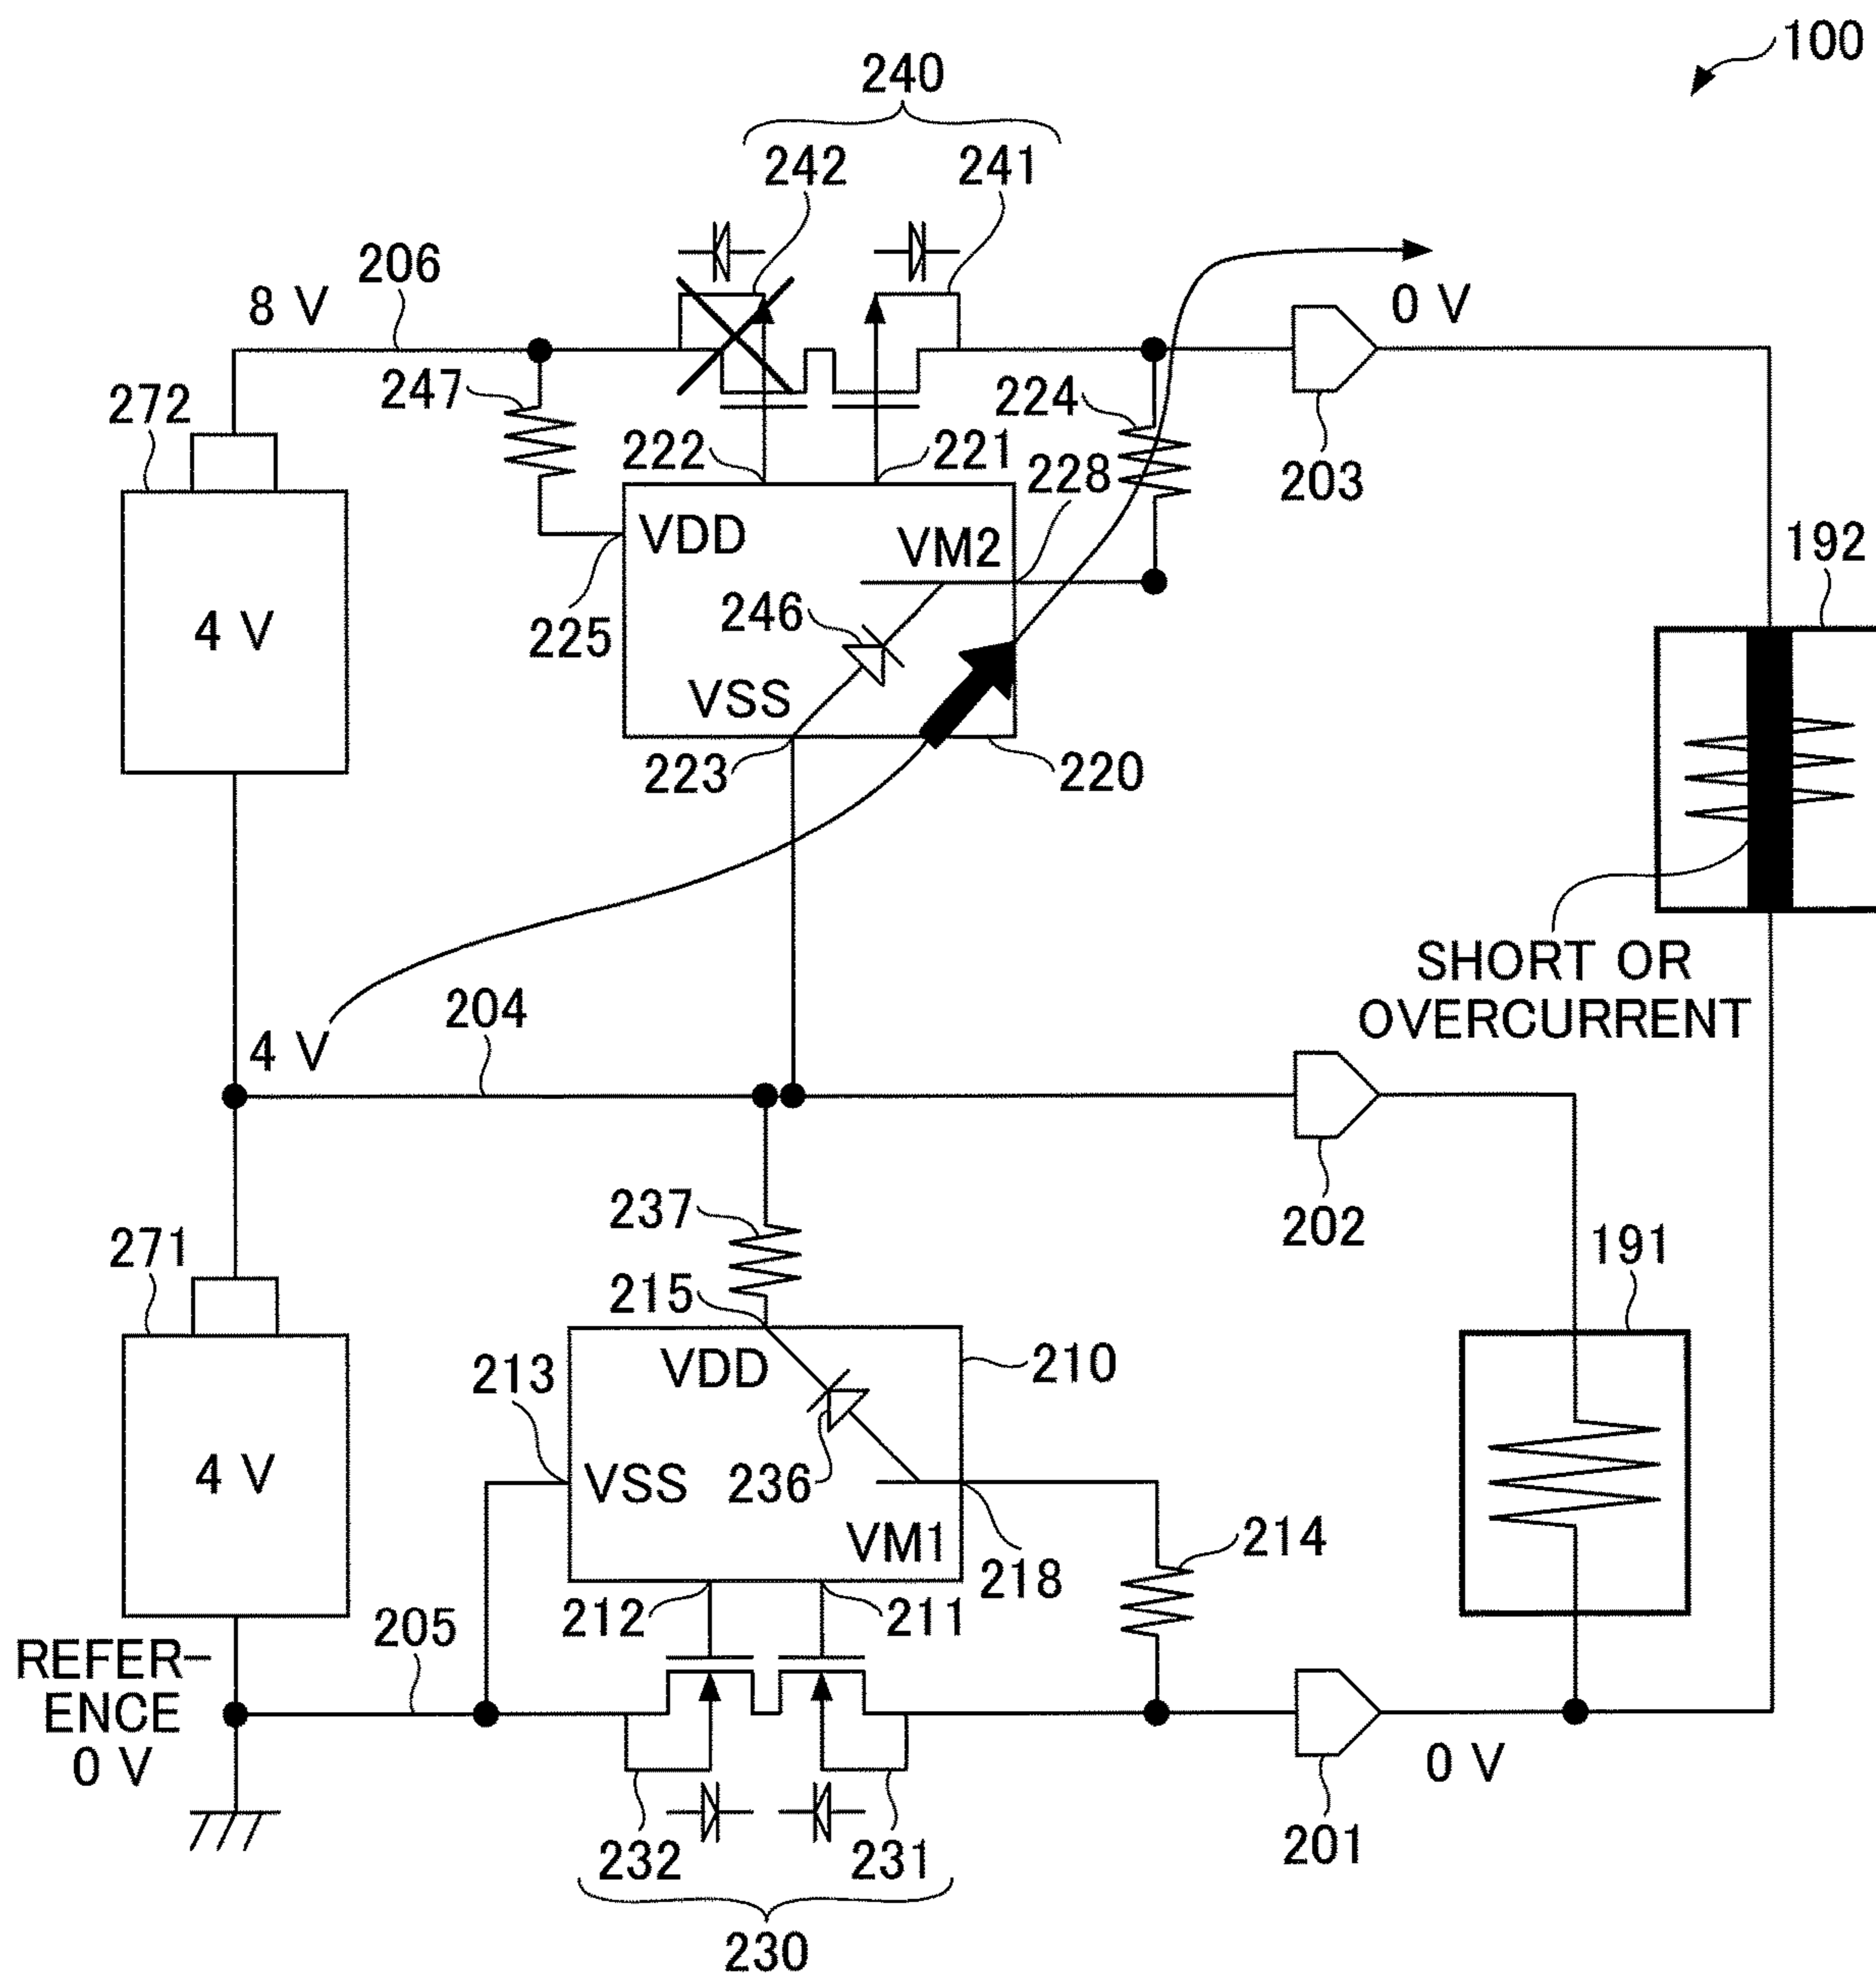 100
240
242
241
206
8 V
0 V
272
247
224
222
221
228
203
VDD
VM2
192
4 V
225
246
VSS
223
220
SHORT OR
OVERCURRENT
204
4 V
237
202
271
215
191
213
VDD
210
4 V
VSS
236
214
VM1
218
212
211
205
REFER-
ENCE
0 V
0 V
201
232
231
230